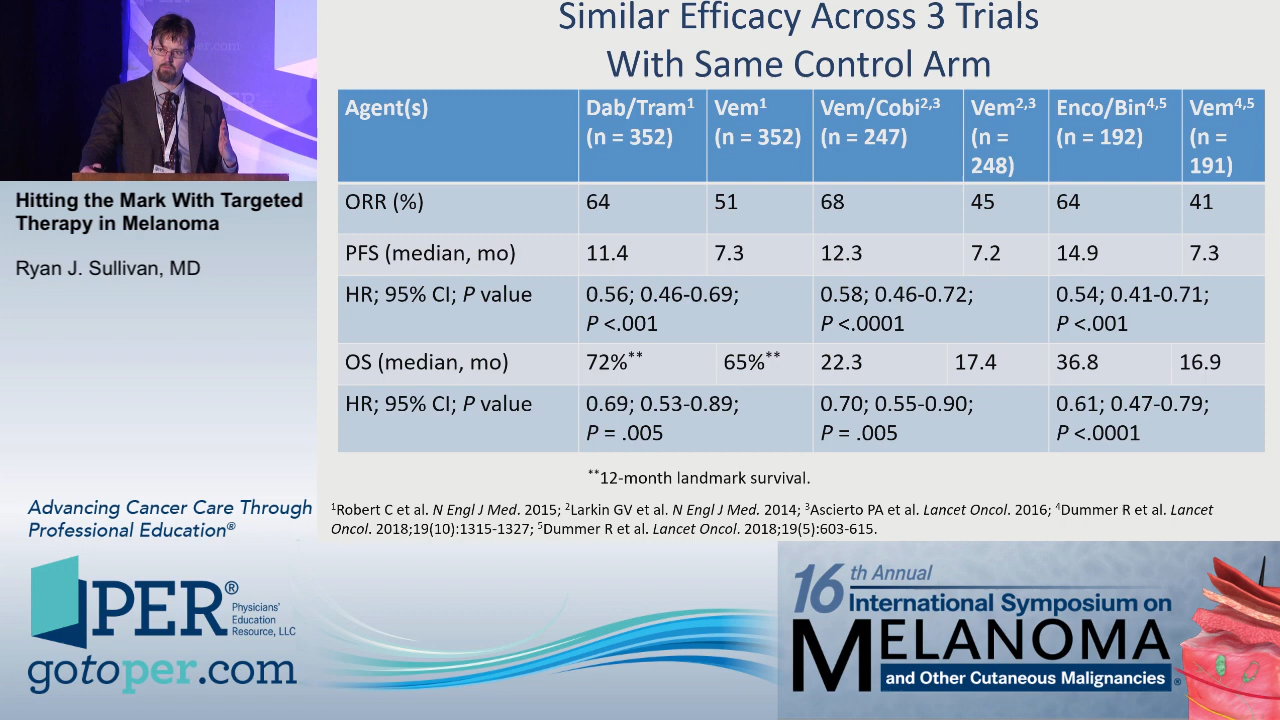 Similar Efficacy Across 3 Trials
With Same Control Arm
Agent(s) Dab/Tram¹ (n = 352) Vem¹ (n = 352) Vem/Cobi²,³ (n = 247) Vem²,³ (n = 248) Enco/Bin⁴,⁵ (n = 192) Vem⁴,⁵ (n = 191)
ORR (%) 64 51 68 45 64 41
PFS (median, mo) 11.4 7.3 12.3 7.2 14.9 7.3
HR; 95% CI; P value 0.56; 0.46-0.69; P <.001 0.58; 0.46-0.72; P <.0001 0.54; 0.41-0.71; P <.001
OS (median, mo) 72%** 65%** 22.3 17.4 36.8 16.9
HR; 95% CI; P value 0.69; 0.53-0.89; P = .005 0.70; 0.55-0.90; P = .005 0.61; 0.47-0.79; P <.0001
**12-month landmark survival.
¹Robert C et al. N Engl J Med. 2015; ²Larkin GV et al. N Engl J Med. 2014; ³Ascierto PA et al. Lancet Oncol. 2016; ⁴Dummer R et al. Lancet
Oncol. 2018;19(10):1315-1327; ⁵Dummer R et al. Lancet Oncol. 2018;19(5):603-615.
Hitting the Mark With Targeted
Therapy in Melanoma
Ryan J. Sullivan, MD
Advancing Cancer Care Through
Professional Education®
PER®
Physicians'
Education
Resource, LLC
gotoper.com
16th Annual
International Symposium on
MELANOMA
and Other Cutaneous Malignancies®